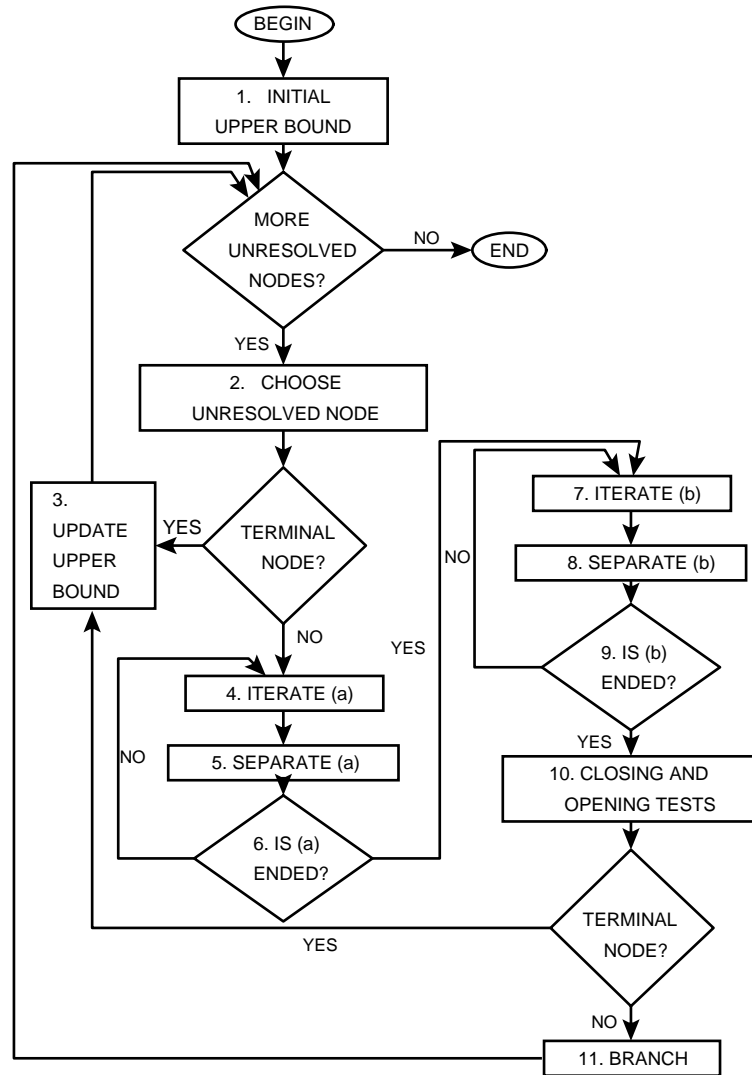 BEGIN
1. INITIAL
UPPER BOUND
MORE
UNRESOLVED
NODES?
NO
END
YES
2. CHOOSE
UNRESOLVED NODE
3.
UPDATE
UPPER
BOUND
YES
TERMINAL
NODE?
NO
4. ITERATE (a)
NO
5. SEPARATE (a)
6. IS (a)
ENDED?
YES
7. ITERATE (b)
NO
8. SEPARATE (b)
9. IS (b)
ENDED?
YES
10. CLOSING AND
OPENING TESTS
TERMINAL
NODE?
YES
NO
11. BRANCH